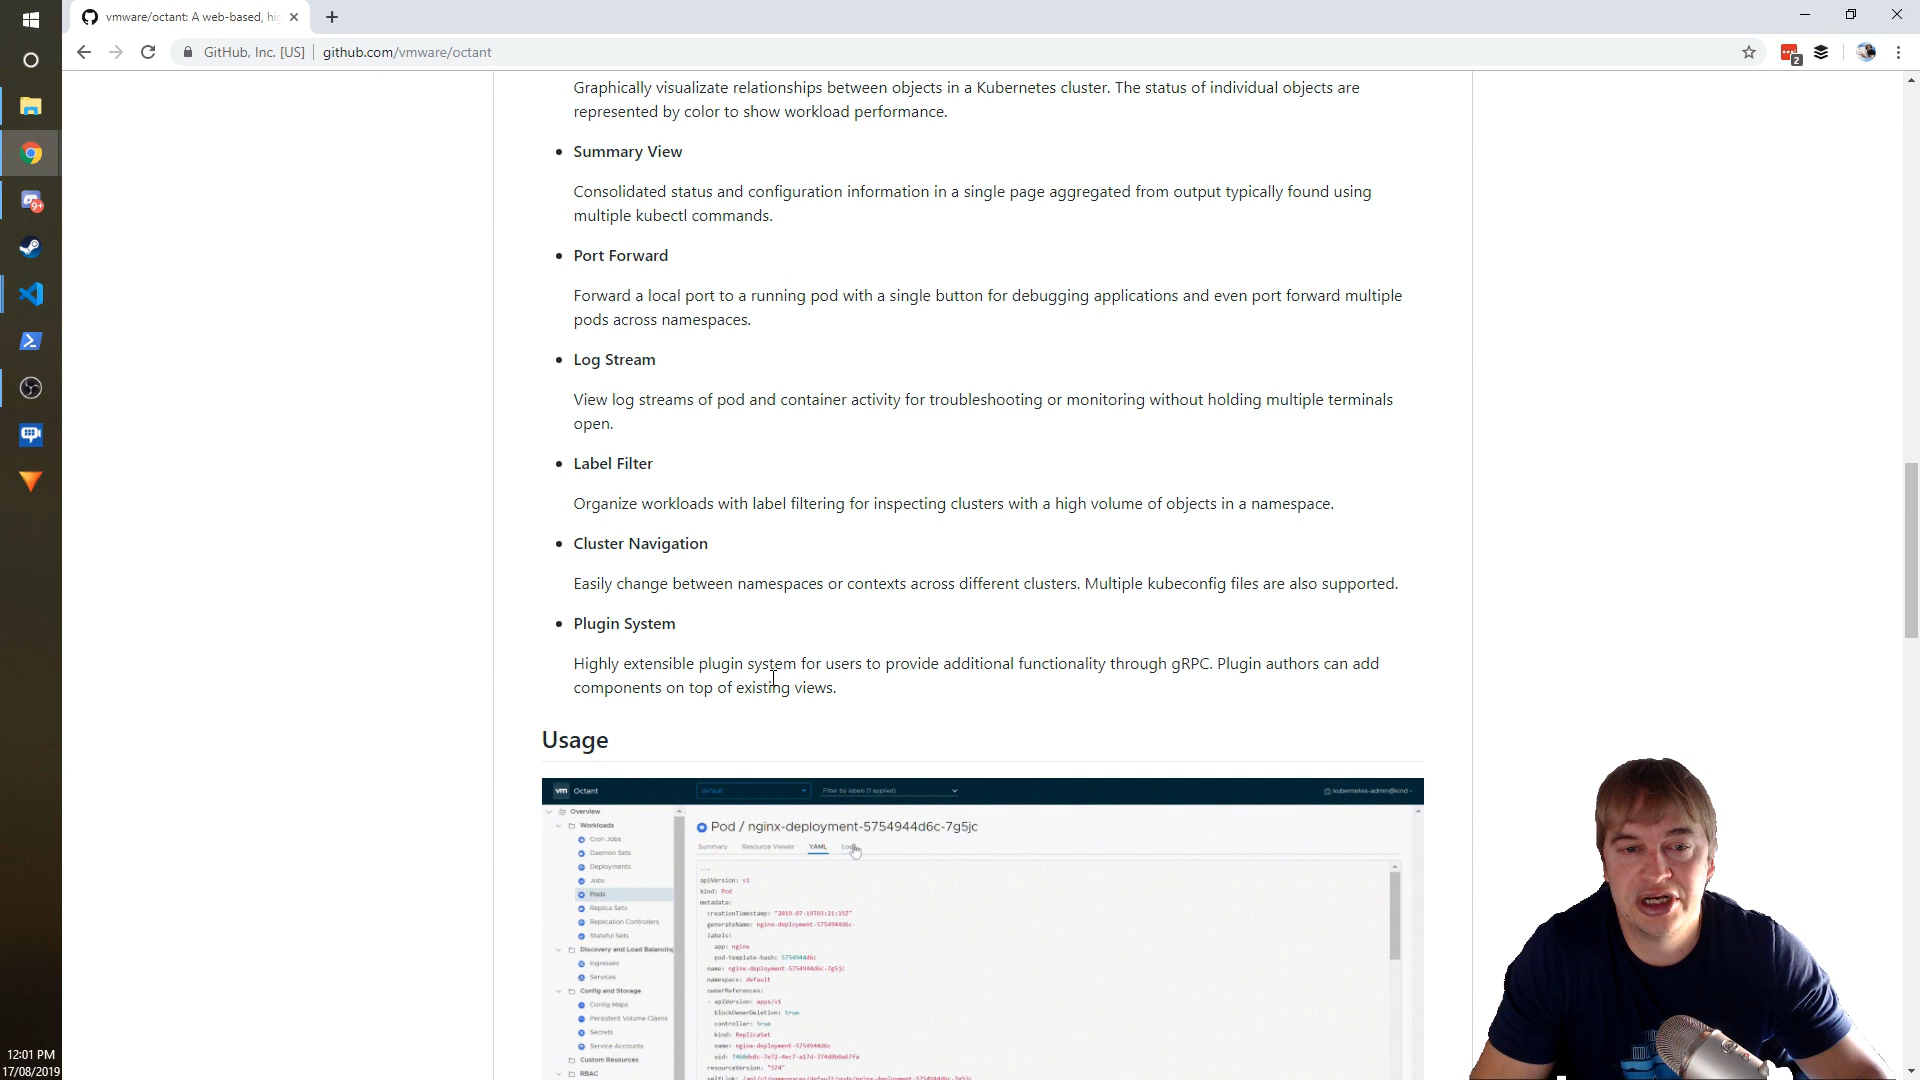 vmware/octant: A web-based, hi
GitHub, Inc. [US]
github.com/vmware/octant
2
Graphically visualizate relationships between objects in a Kubernetes cluster. The status of individual objects are
represented by color to show workload performance.
Summary View
Consolidated status and configuration information in a single page aggregated from output typically found using
multiple kubectl commands.
Port Forward
Forward a local port to a running pod with a single button for debugging applications and even port forward multiple
pods across namespaces.
Log Stream
View log streams of pod and container activity for troubleshooting or monitoring without holding multiple terminals
open.
Label Filter
Organize workloads with label filtering for inspecting clusters with a high volume of objects in a namespace.
Cluster Navigation
Easily change between namespaces or contexts across different clusters. Multiple kubeconfig files are also supported.
Plugin System
Highly extensible plugin system for users to provide additional functionality through gRPC. Plugin authors can add
components on top of existing views.
Usage
vm Octant
default
Filter by labels (1 applied)
kubernetes-admin@kind
Overview
Workloads
Cron Jobs
Daemon Sets
Deployments
Jobs
Pods
Replica Sets
Replication Controllers
Stateful Sets
Discovery and Load Balancing
Ingresses
Services
Config and Storage
Config Maps
Persistent Volume Claims
Secrets
Service Accounts
Custom Resources
RBAC
Pod / nginx-deployment-5754944d6c-7g5jc
Summary
Resource Viewer
YAML
---
apiVersion: v1
kind: Pod
metadata:
creationTimestamp: "2019-07-19T03:21:19Z"
generateName: nginx-deployment-5754944d6c-
labels:
app: nginx
pod-template-hash: 5754944d6c
name: nginx-deployment-5754944d6c-7g5jc
namespace: default
ownerReferences:
- apiVersion: apps/v1
blockOwnerDeletion: true
controller: true
kind: ReplicaSet
name: nginx-deployment-5754944d6c
resourceVersion: "574"
selfLink: /api/v1/namespaces/default/pods/nginx-deployment-5754944d6c-7g5jc
9+
12:01 PM
17/08/2019